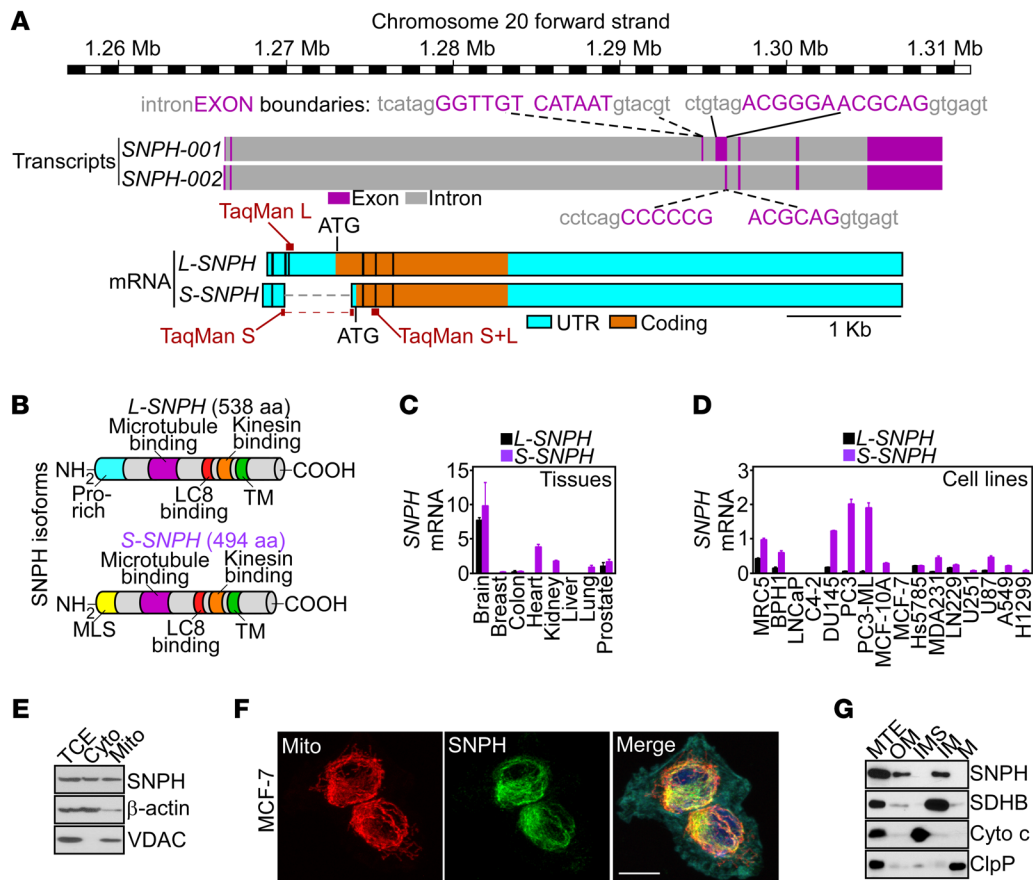 A
Chromosome 20 forward strand
1.26 Mb 1.27 Mb 1.28 Mb 1.29 Mb 1.30 Mb 1.31 Mb
intronEXON boundaries: tcatagGGTTGT CATAATgtacgt ctgtagACGGGAACGCAGgtgagt
Transcripts
SNPH-001
SNPH-002
Exon Intron
cctcagCCCCCG ACGCAGgtgagt
TaqMan L
ATG
mRNA
L-SNPH
S-SNPH
TaqMan S
ATG
TaqMan S+L
UTR Coding
1 Kb
B
SNPH isoforms
L-SNPH (538 aa)
Microtubule binding
Kinesin binding
NH2
COOH
Pro-rich
LC8 binding
TM
S-SNPH (494 aa)
Microtubule binding
Kinesin binding
NH2
COOH
MLS
LC8 binding
TM
C
L-SNPH
S-SNPH
Tissues
SNPH mRNA
15
10
5
0
Brain
Breast
Colon
Heart
Kidney
Liver
Lung
Prostate
D
L-SNPH
S-SNPH
Cell lines
SNPH mRNA
3
2
1
0
MRC5
BPH1
LNCaP
C4-2
DU145
PC3
PC3-ML
MCF-10A
MCF-7
Hs5785
MDA231
LN229
U251
U87
A549
H1299
E
TCE Cyto Mito
SNPH
β-actin
VDAC
F
MCF-7
Mito
SNPH
Merge
G
MTE OM IMS IM M
SNPH
SDHB
Cyto c
ClpP